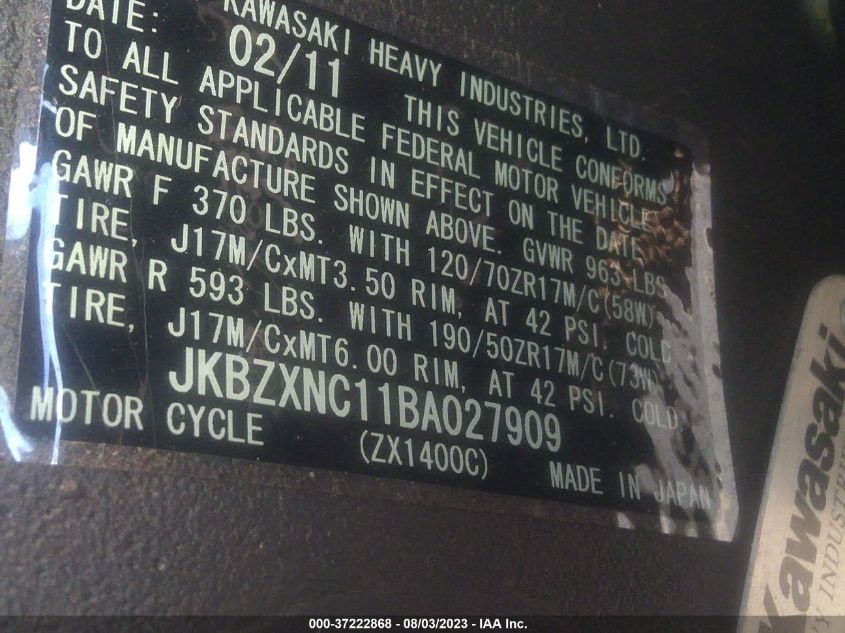 DATE: KAWASAKI HEAVY INDUSTRIES, LTD.
02/11 THIS VEHICLE CONFORMS
TO ALL APPLICABLE FEDERAL MOTOR VEHICLE
SAFETY STANDARDS IN EFFECT ON THE DATE
OF MANUFACTURE SHOWN ABOVE. GVWR 963 LBS
GAWR F 370 LBS. WITH 120/70ZR17M/C(58W)
TIRE, J17M/CxMT3.50 RIM, AT 42 PSI. COLD
GAWR R 593 LBS. WITH 190/50ZR17M/C(73W)
TIRE, J17M/CxMT6.00 RIM, AT 42 PSI. COLD
JKBZXNC11BA027909
MOTOR CYCLE (ZX1400C) MADE IN JAPAN
Kawasaki
000-37222868 - 08/03/2023 - IAA Inc.